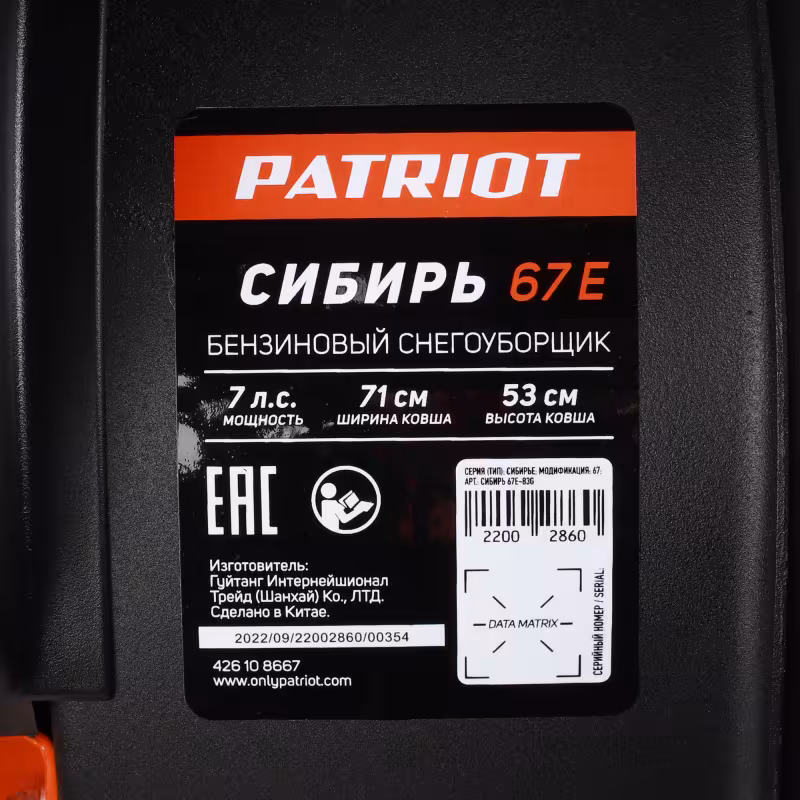 PATRIOT
СИБИРЬ 67 E
БЕНЗИНОВЫЙ СНЕГОУБОРЩИК
7 л.с.
МОЩНОСТЬ
71 см
ШИРИНА КОВША
53 см
ВЫСОТА КОВША
EAC
Изготовитель:
Гуйтанг Интернейшионал
Трейд (Шанхай) Ко., ЛТД.
Сделано в Китае.
2022/09/22002860/00354
426 10 8667
www.onlypatriot.com
СЕРИЯ (ТИП): СИБИРЬЕ; МОДИФИКАЦИЯ: 67;
АРТ. СИБИРЬ 67E-83G
2200 2860
DATA MATRIX
СЕРИЙНЫЙ НОМЕР / SERIAL: